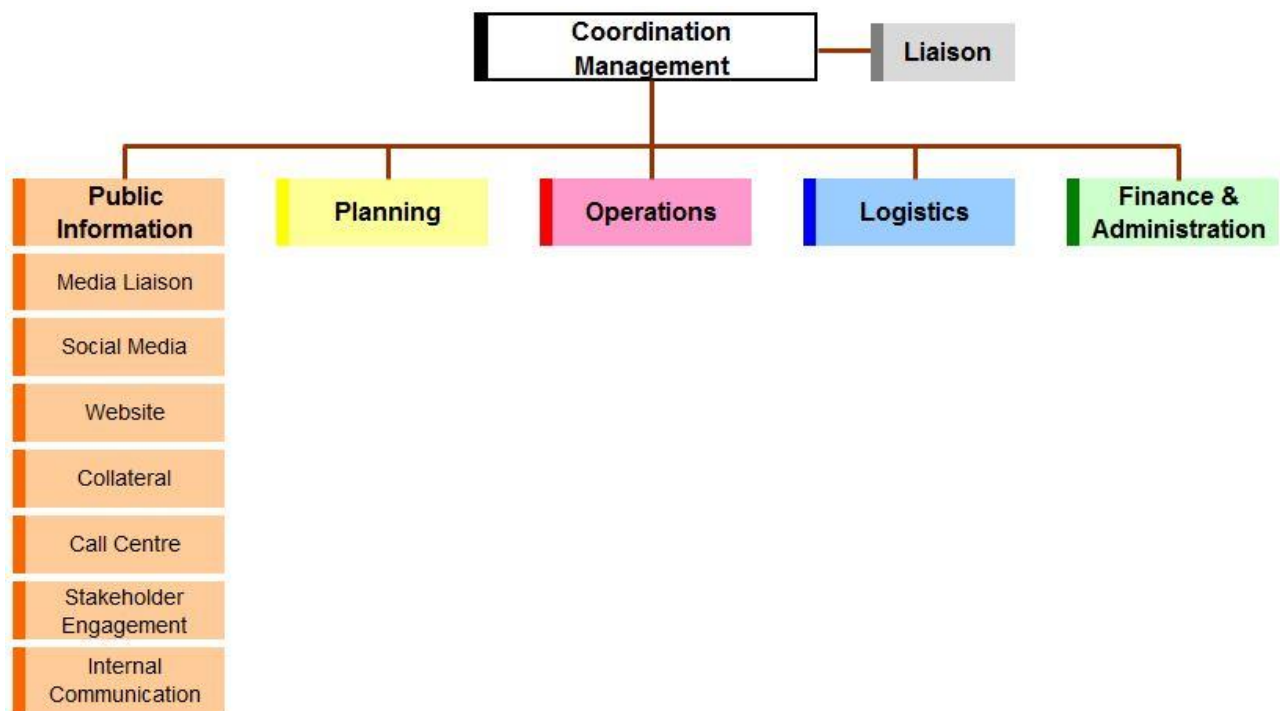 Coordination
Management
Liaison
Public
Information
Planning
Operations
Logistics
Finance &
Administration
Media Liaison
Social Media
Website
Collateral
Call Centre
Stakeholder
Engagement
Internal
Communication